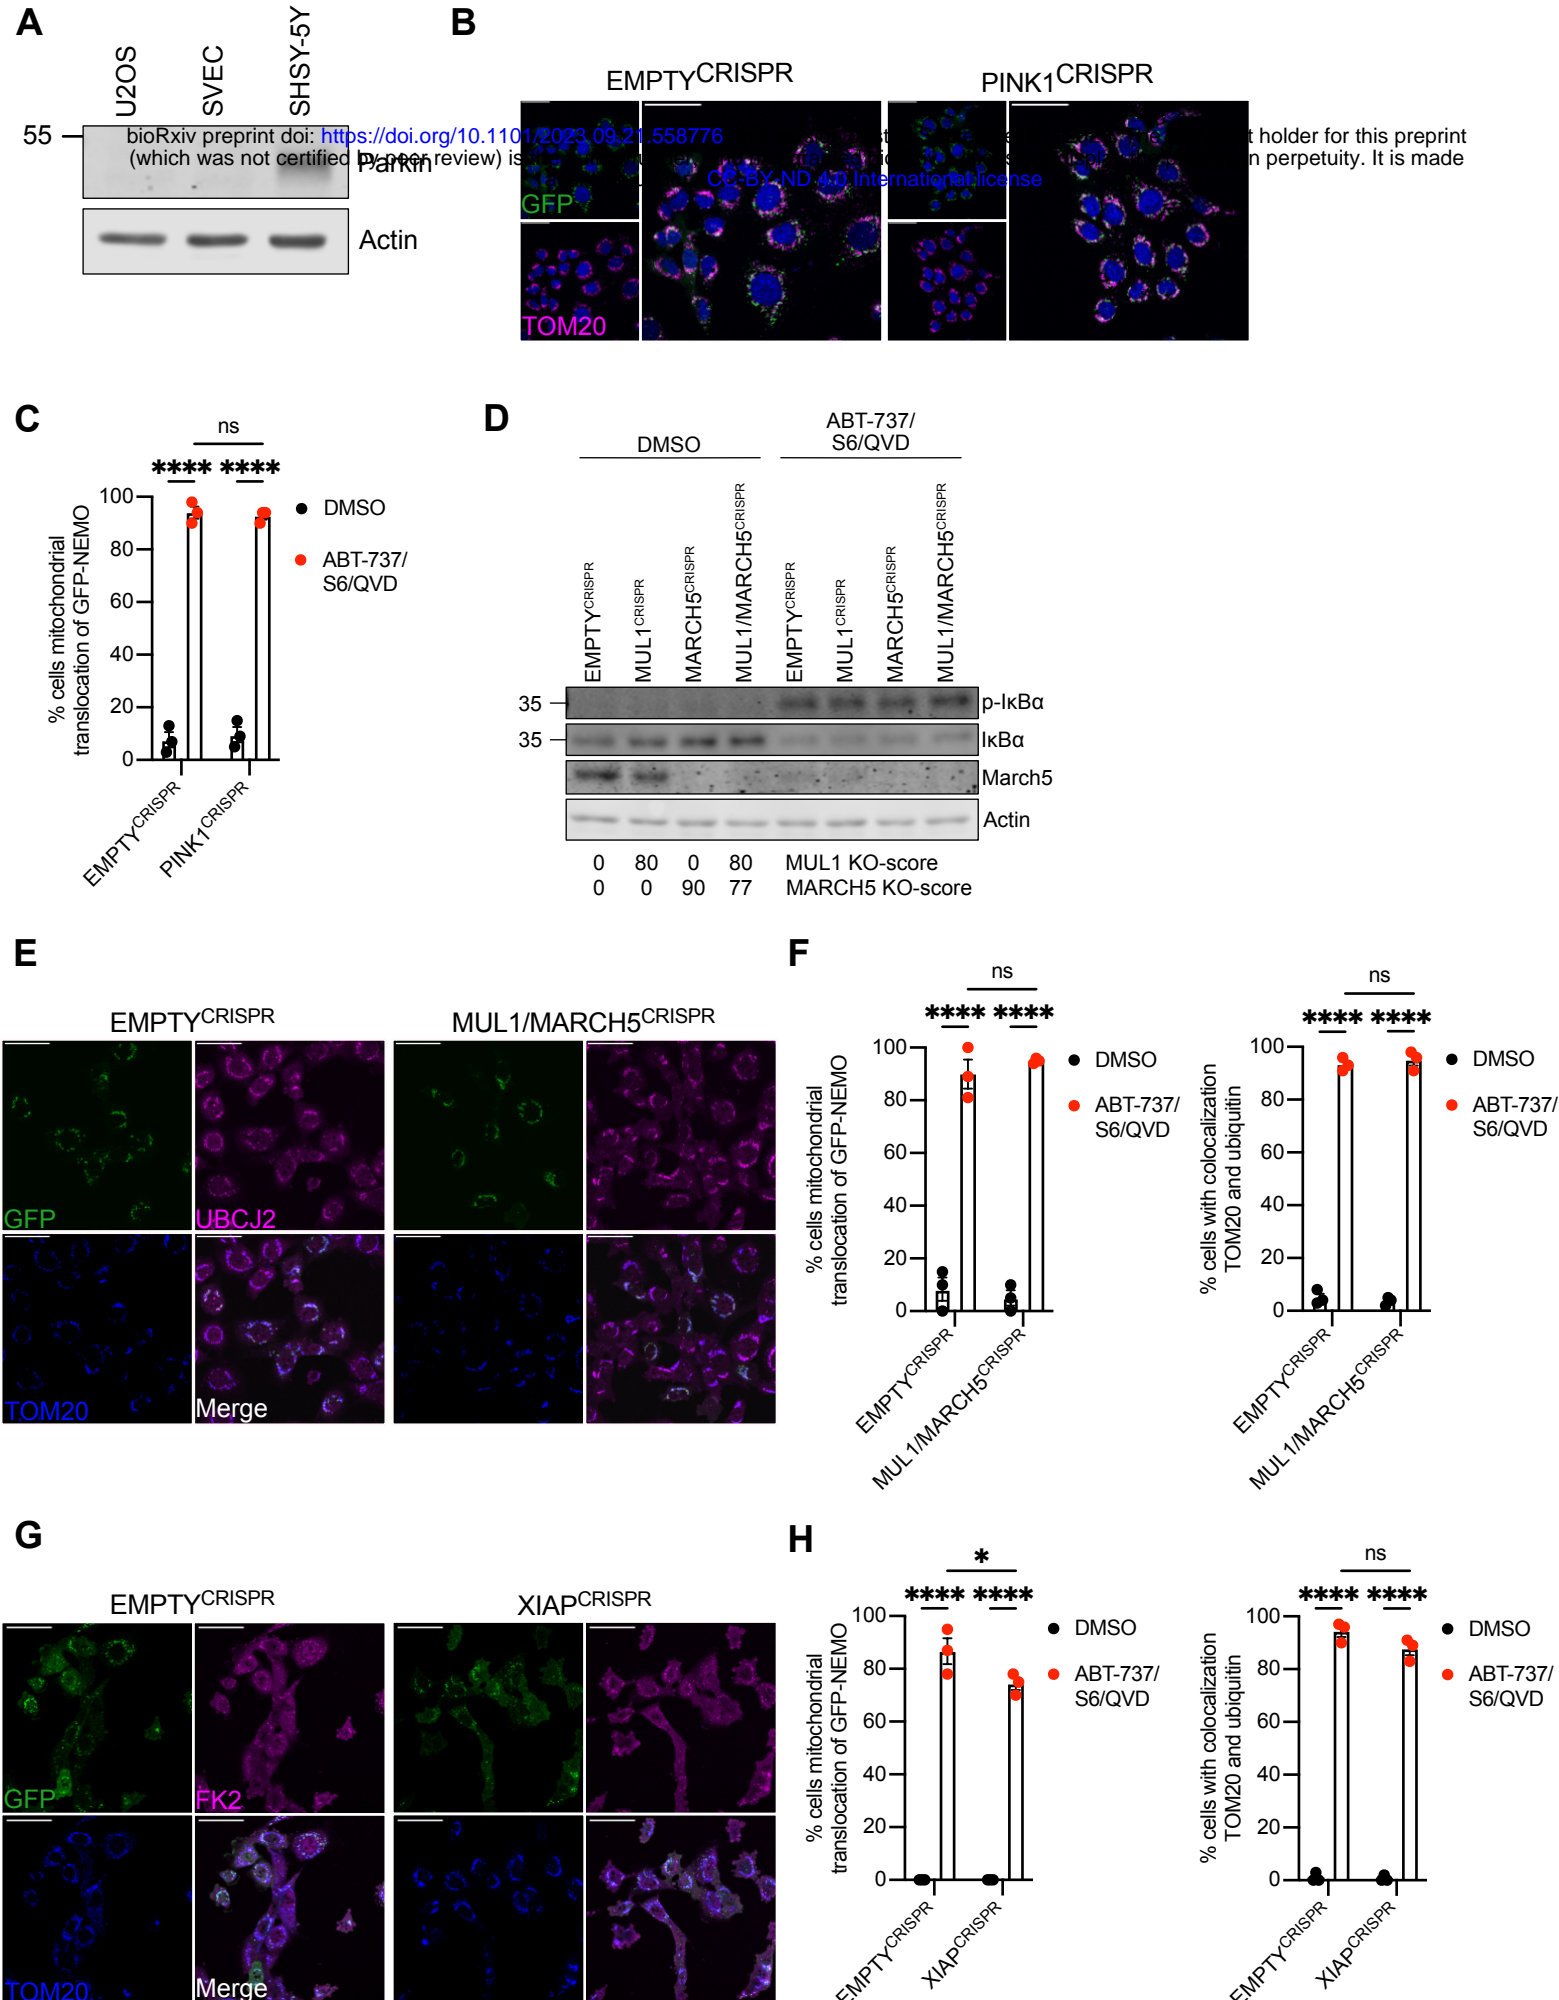 A
U2OS
SVEC
SHSY-5Y
55
Parkin
Actin
bioRxiv preprint doi: https://doi.org/10.1101/2023.09.21.558776
t holder for this preprint
(which was not certified by peer review) is
n perpetuity. It is made
CC-BY-ND 4.0 International license
B
EMPTYCRISPR
PINK1CRISPR
GFP
TOM20
C
ns
**** ****
% cells mitochondrial
translocation of GFP-NEMO
100
80
60
40
20
0
DMSO
ABT-737/
S6/QVD
EMPTYCRISPR
PINK1CRISPR
D
DMSO
ABT-737/
S6/QVD
EMPTYCRISPR
MUL1CRISPR
MARCH5CRISPR
MUL1/MARCH5CRISPR
EMPTYCRISPR
MUL1CRISPR
MARCH5CRISPR
MUL1/MARCH5CRISPR
35
p-IκBα
35
IκBα
March5
Actin
0 80 0 80 MUL1 KO-score
0 0 90 77 MARCH5 KO-score
E
EMPTYCRISPR
MUL1/MARCH5CRISPR
GFP
UBCJ2
TOM20
Merge
F
ns
**** ****
% cells mitochondrial
translocation of GFP-NEMO
100
80
60
40
20
0
DMSO
ABT-737/
S6/QVD
EMPTYCRISPR
MUL1/MARCH5CRISPR
ns
**** ****
% cells with colocalization
TOM20 and ubiquitin
100
80
60
40
20
0
DMSO
ABT-737/
S6/QVD
EMPTYCRISPR
MUL1/MARCH5CRISPR
G
EMPTYCRISPR
XIAPCRISPR
GFP
FK2
TOM20
Merge
H
*
**** ****
% cells mitochondrial
translocation of GFP-NEMO
100
80
60
40
20
0
DMSO
ABT-737/
S6/QVD
EMPTYCRISPR
XIAPCRISPR
ns
**** ****
% cells with colocalization
TOM20 and ubiquitin
100
80
60
40
20
0
DMSO
ABT-737/
S6/QVD
EMPTYCRISPR
XIAPCRISPR